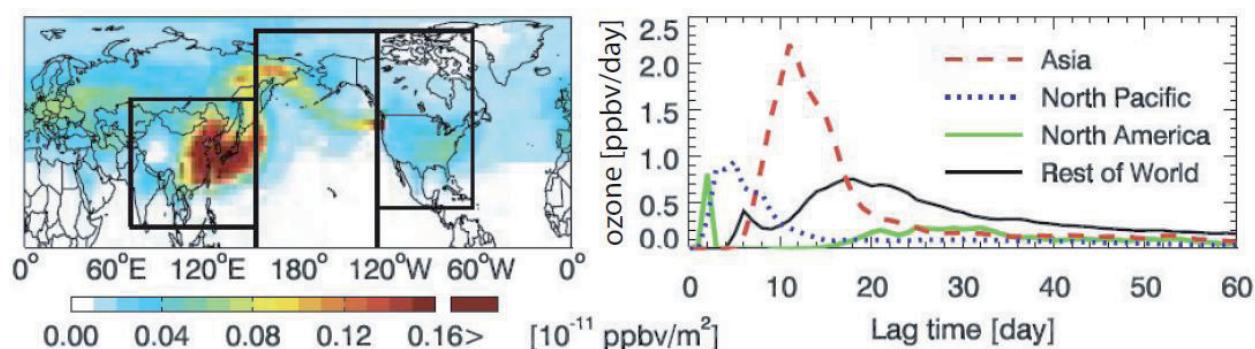 0° 60°E 120°E 180° 120°W 60°W 0°
0.00 0.04 0.08 0.12 0.16> [10⁻¹¹ ppbv/m²]
ozone [ppbv/day]
2.5
2.0
1.5
1.0
0.5
0.0
Asia
North Pacific
North America
Rest of World
0 10 20 30 40 50 60
Lag time [day]